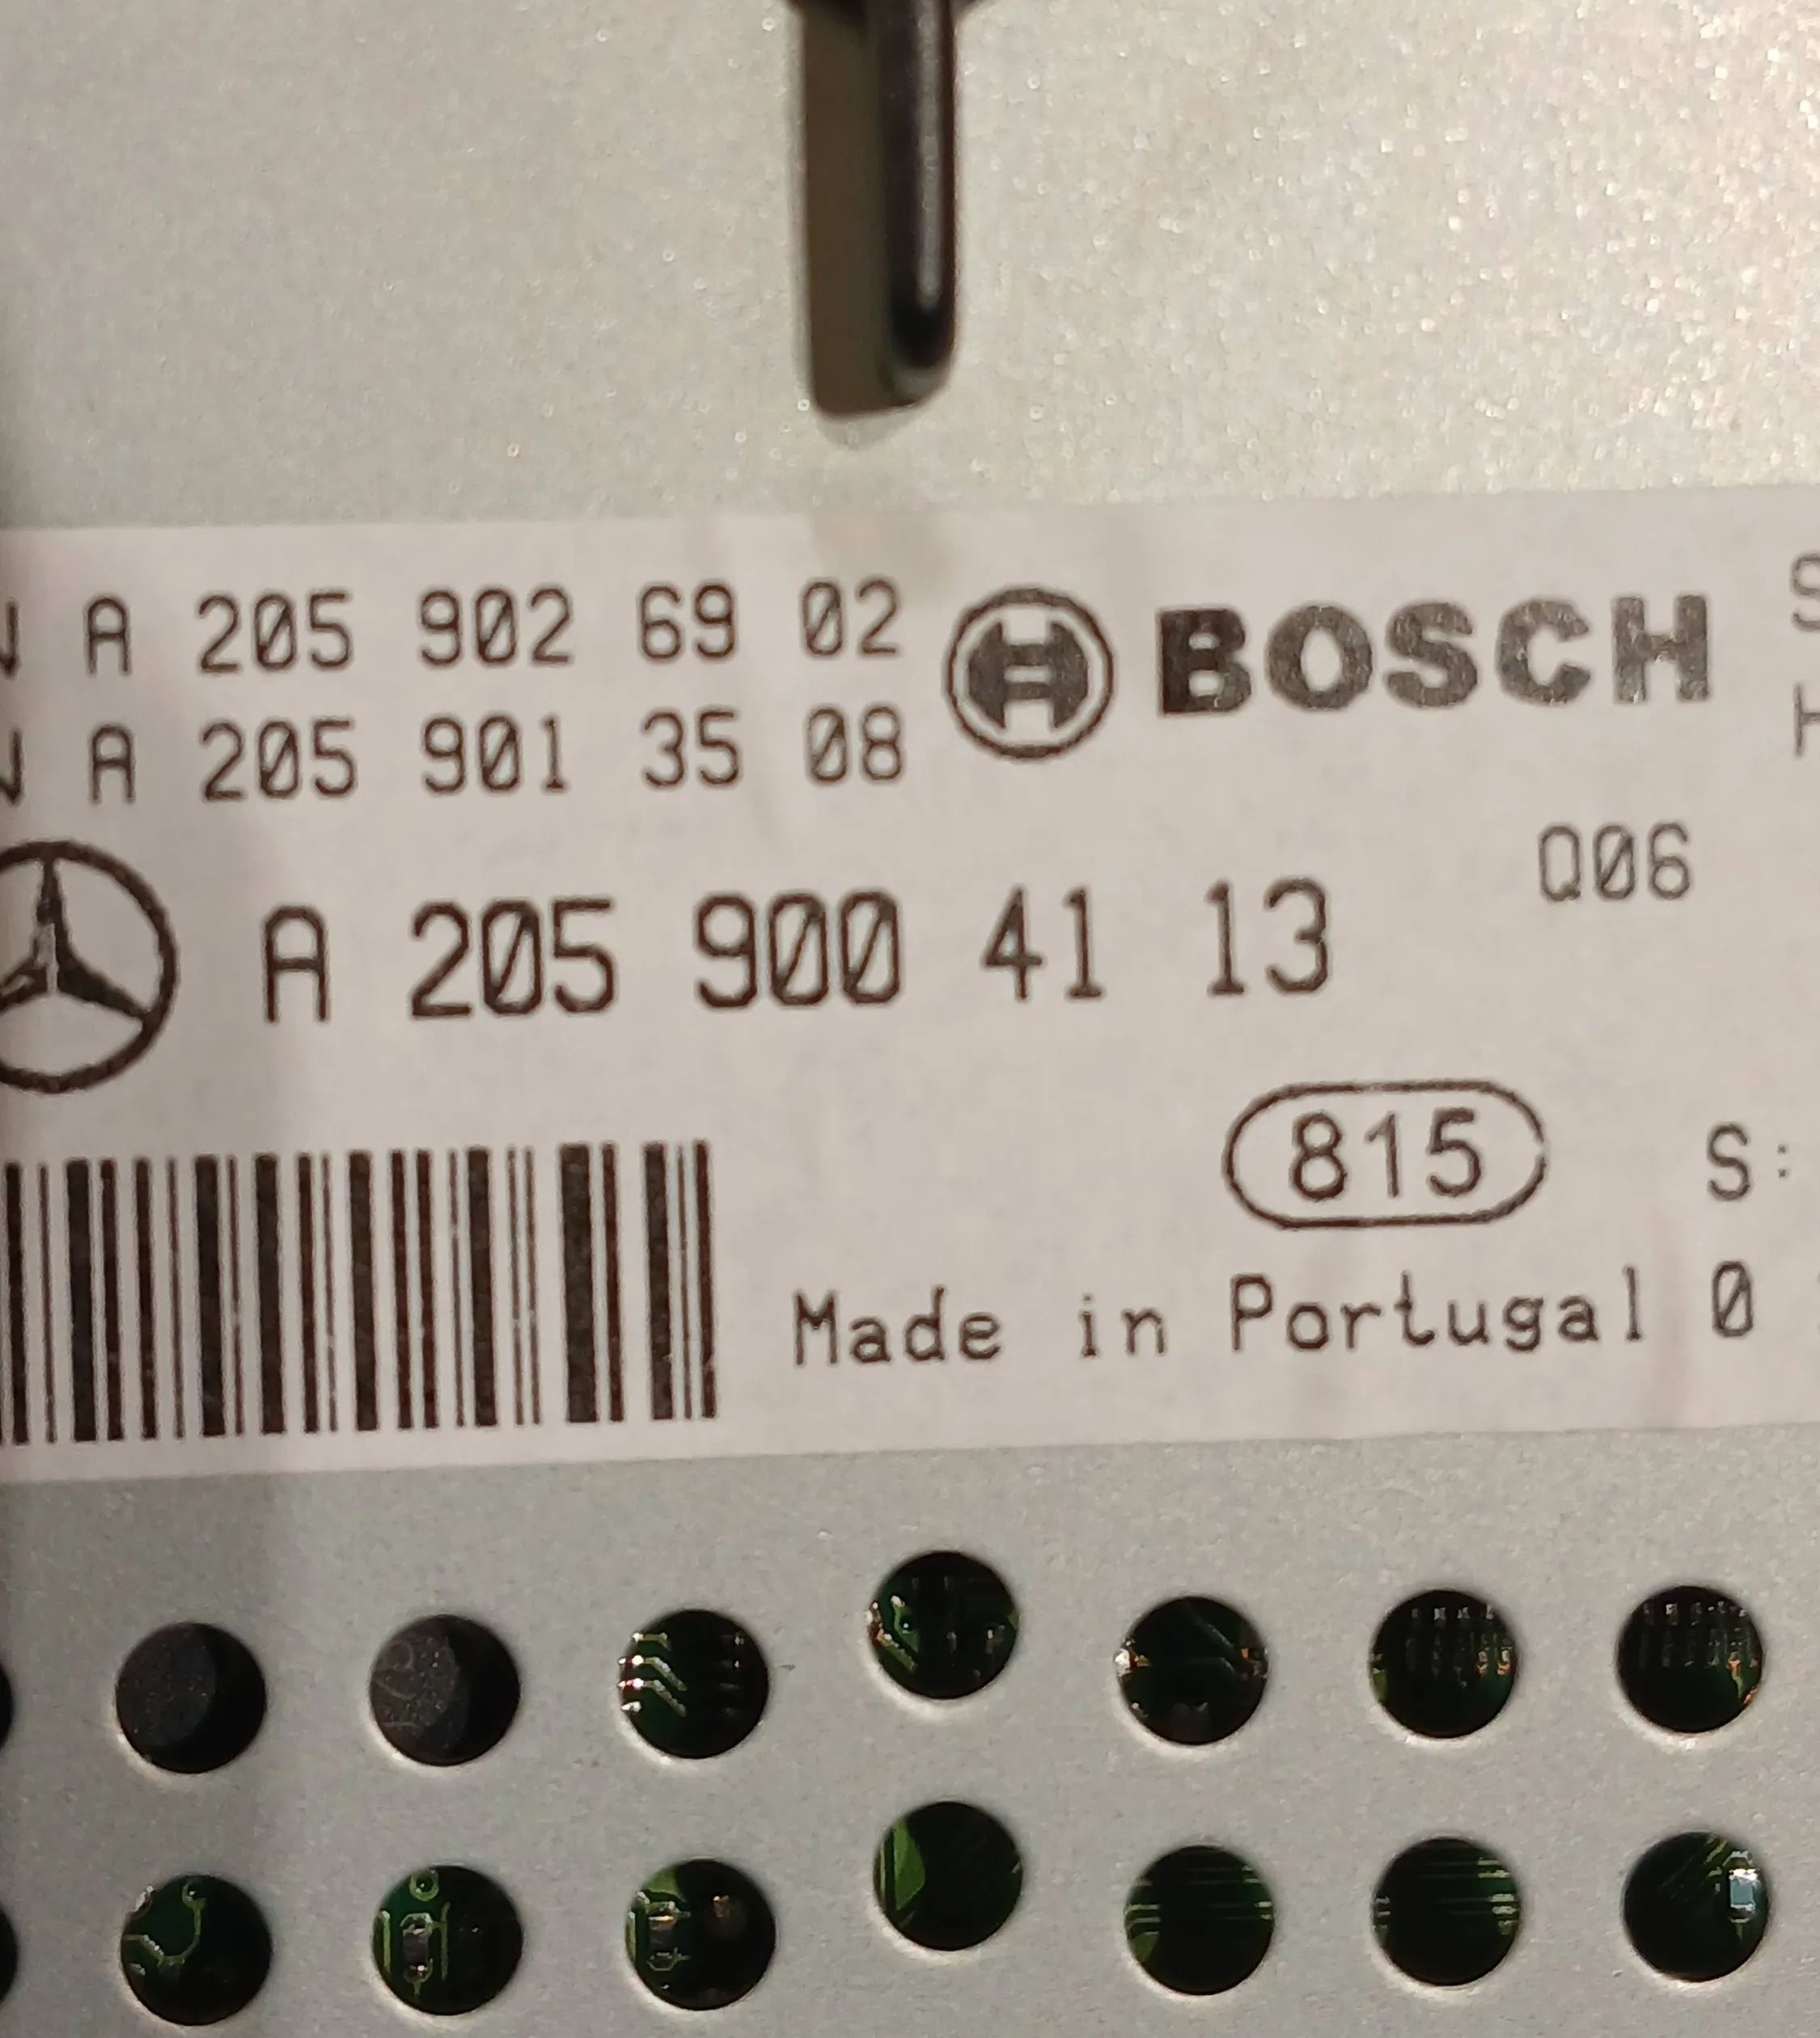 N A 205 902 69 02
BOSCH
S
N A 205 901 35 08
H
Q06
A 205 900 41 13
815
S:
Made in Portugal 0